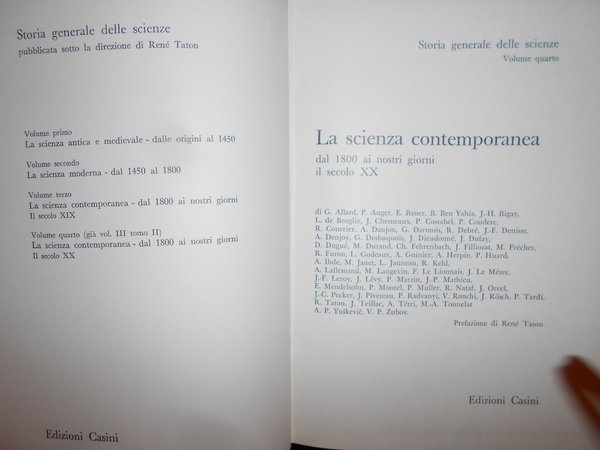 Storia generale delle scienze
pubblicata sotto la direzione di René Taton
Volume primo
La scienza antica e medievale - dalle origini al 1450
Volume secondo
La scienza moderna - dal 1450 al 1800
Volume terzo
La scienza contemporanea - dal 1800 ai nostri giorni
Il secolo XIX
Volume quarto (già vol. III tomo II)
La scienza contemporanea - dal 1800 ai nostri giorni
Il secolo XX
Edizioni Casini
Storia generale delle scienze
Volume quarto
La scienza contemporanea
dal 1800 ai nostri giorni
il secolo XX
di G. Allard, P. Auger, E. Bauer, B. Ben Yahia, J.-H. Bigay,
L. de Broglie, J. Chesneaux, P. Costabel, P. Couderc,
R. Courrier, A. Danjon, G. Darmois, R. Debré, J.-F. Denisse,
A. Denjoy, G. Deshuquois, J. Dieudonné, J. Dufay,
D. Dugué, M. Durand, Ch. Fehrenbach, J. Filliozat, M. Fréchet,
R. Furon, L. Godeaux, A. Guinier, A. Herpin, P. Huard,
A. Ihde, M. Janet, L. Jauneau, R. Kehl,
A. Lallemand, M. Langevin, F. Le Lionnais, J. Le Mézec,
J.-F. Leroy, J. Lévy, P. Marzin, J.-P. Mathieu,
E. Mendelsohn, P. Montel, P. Muller, R. Nataf, J. Orcel,
J.-C. Pecker, J. Piveteau, P. Radvanyi, V. Ronchi, J. Rösch, P. Tardi,
R. Taton, J. Teillac, A. Tétri, M.-A. Tonnelat
A. P. Yuškevič, V. P. Zubov.
Prefazione di René Taton
Edizioni Casini